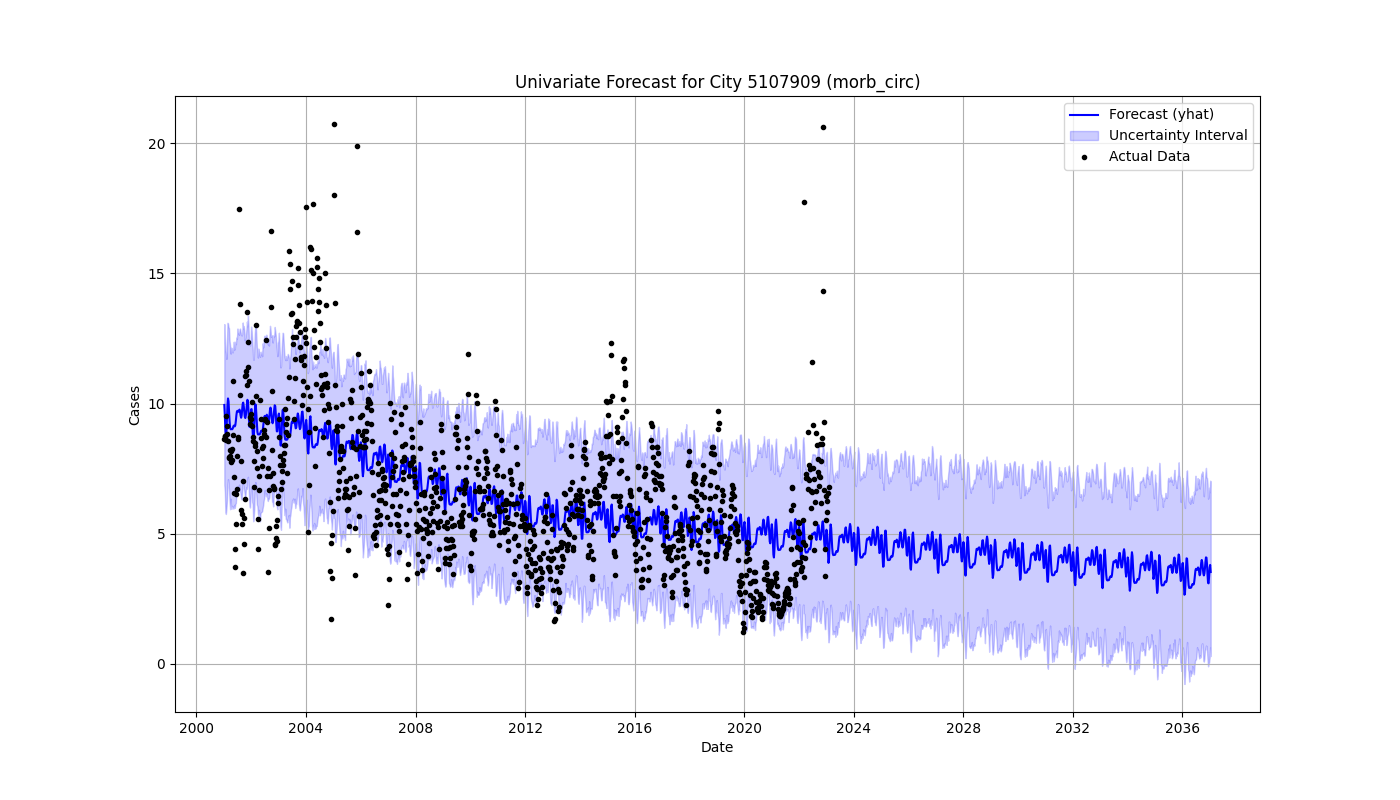 Univariate Forecast for City 5107909 (morb_circ)
Forecast (yhat)
Uncertainty Interval
Actual Data
Cases
20
15
10
5
0
2000 2004 2008 2012 2016 2020 2024 2028 2032 2036
Date